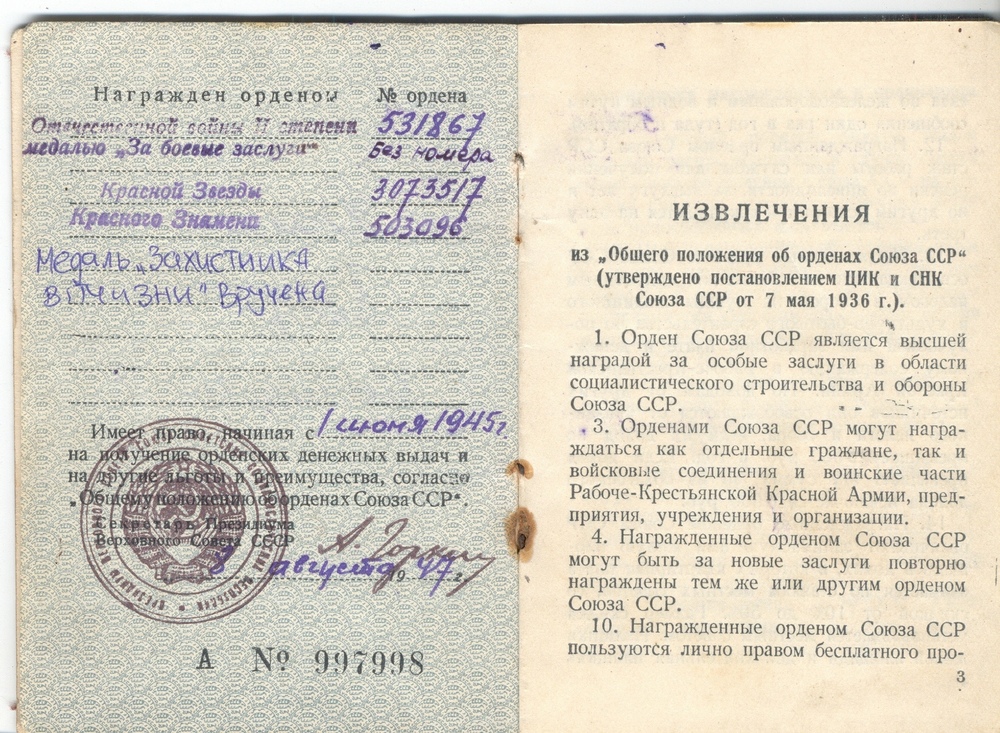 Награжден орденом № ордена
Отечественной войны II степени 531867
медалью „За боевые заслуги“ Без номера
Красной Звезды 3073517
Красного Знамени 503096
Медаль „Захистника
вітчизни“ вручена
Имеет право, начиная с 1 июня 1945г
на получение орденских денежных выдач и
на другие льготы и преимущества, согласно
„Общему положению об орденах Союза ССР“.
Секретарь Президиума
Верховного Совета СССР
августа 1947 г.
А № 997998
ИЗВЛЕЧЕНИЯ
из „Общего положения об орденах Союза ССР“
(утверждено постановлением ЦИК и СНК
Союза ССР от 7 мая 1936 г.).
1. Орден Союза ССР является высшей
наградой за особые заслуги в области
социалистического строительства и обороны
Союза ССР.
3. Орденами Союза ССР могут награ-
ждаться как отдельные граждане, так и
войсковые соединения и воинские части
Рабоче-Крестьянской Красной Армии, пред-
приятия, учреждения и организации.
4. Награжденные орденом Союза ССР
могут быть за новые заслуги повторно
награждены тем же или другим орденом
Союза ССР.
10. Награжденные орденом Союза ССР
пользуются лично правом бесплатного про-
3